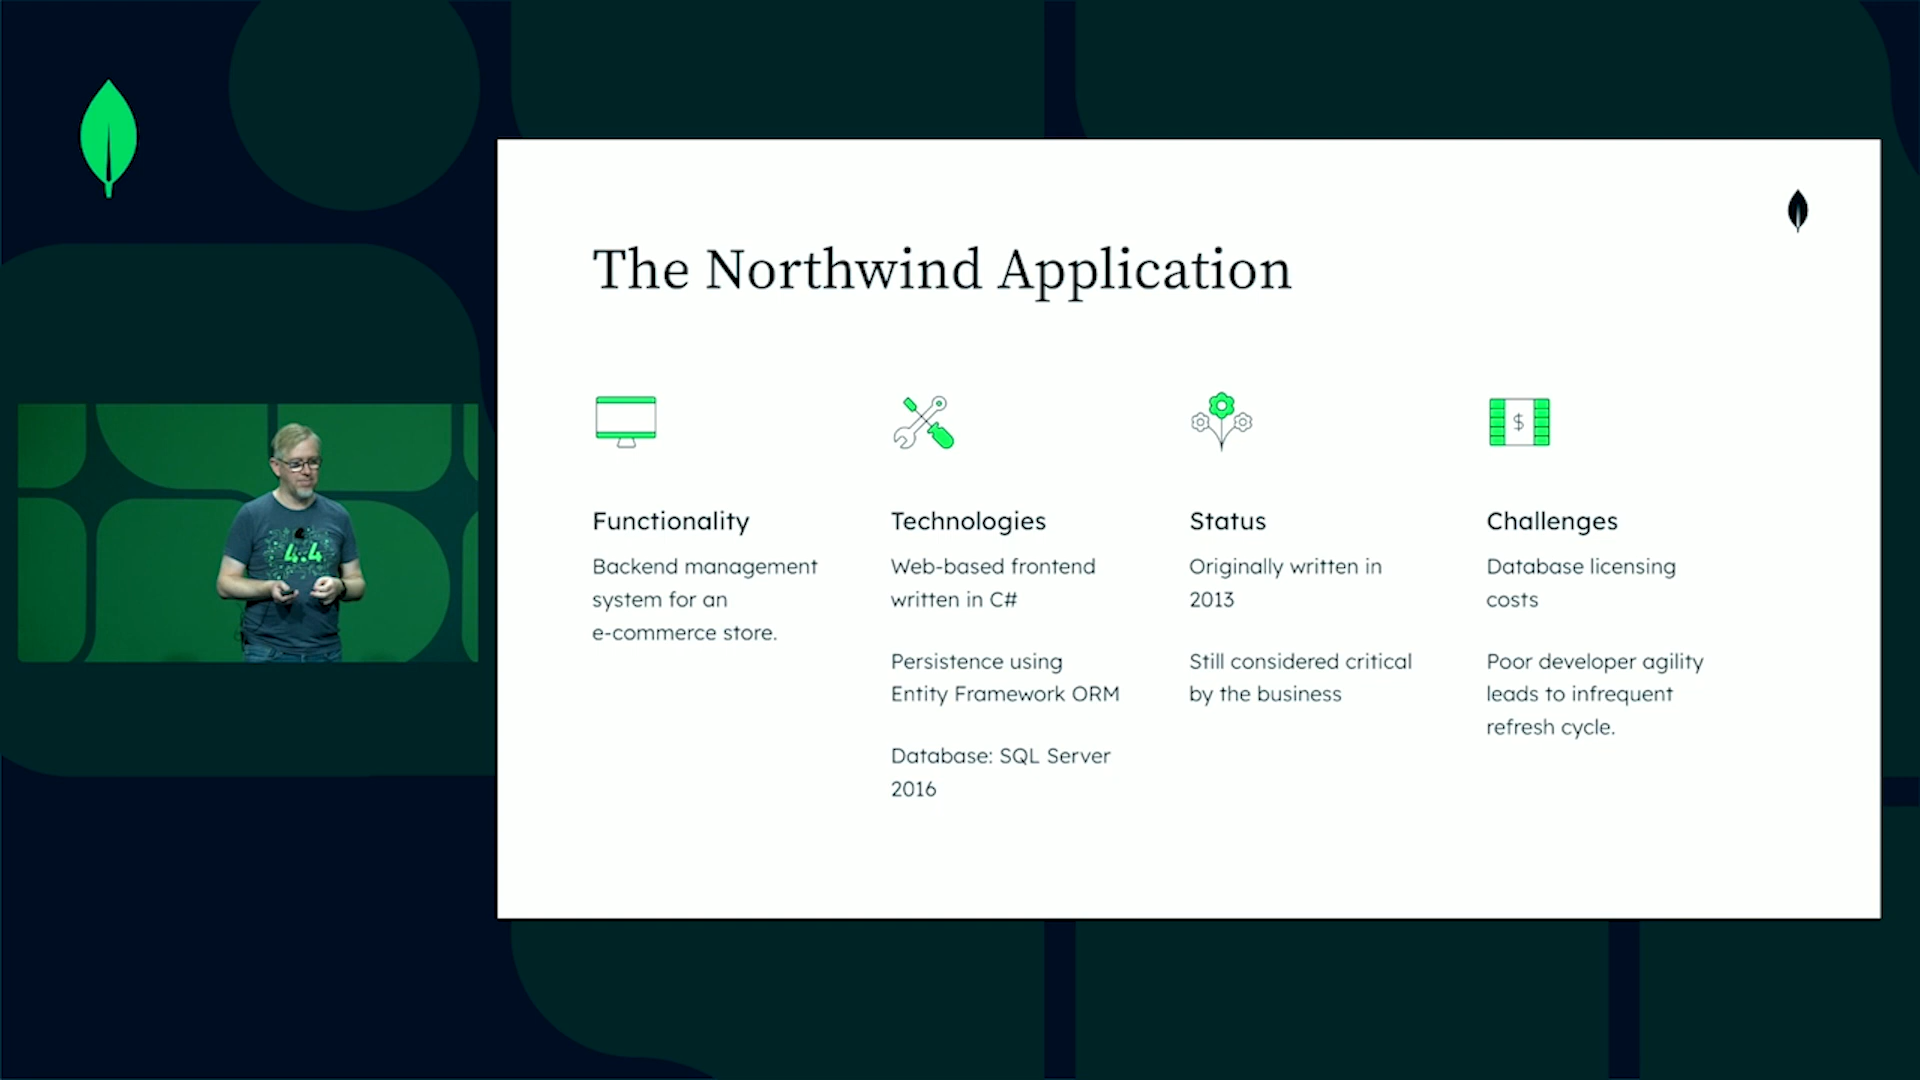 The Northwind Application
Functionality
Backend management
system for an
e-commerce store.
Technologies
Web-based frontend
written in C#
Persistence using
Entity Framework ORM
Database: SQL Server
2016
Status
Originally written in
2013
Still considered critical
by the business
Challenges
Database licensing
costs
Poor developer agility
leads to infrequent
refresh cycle.
$
4.4